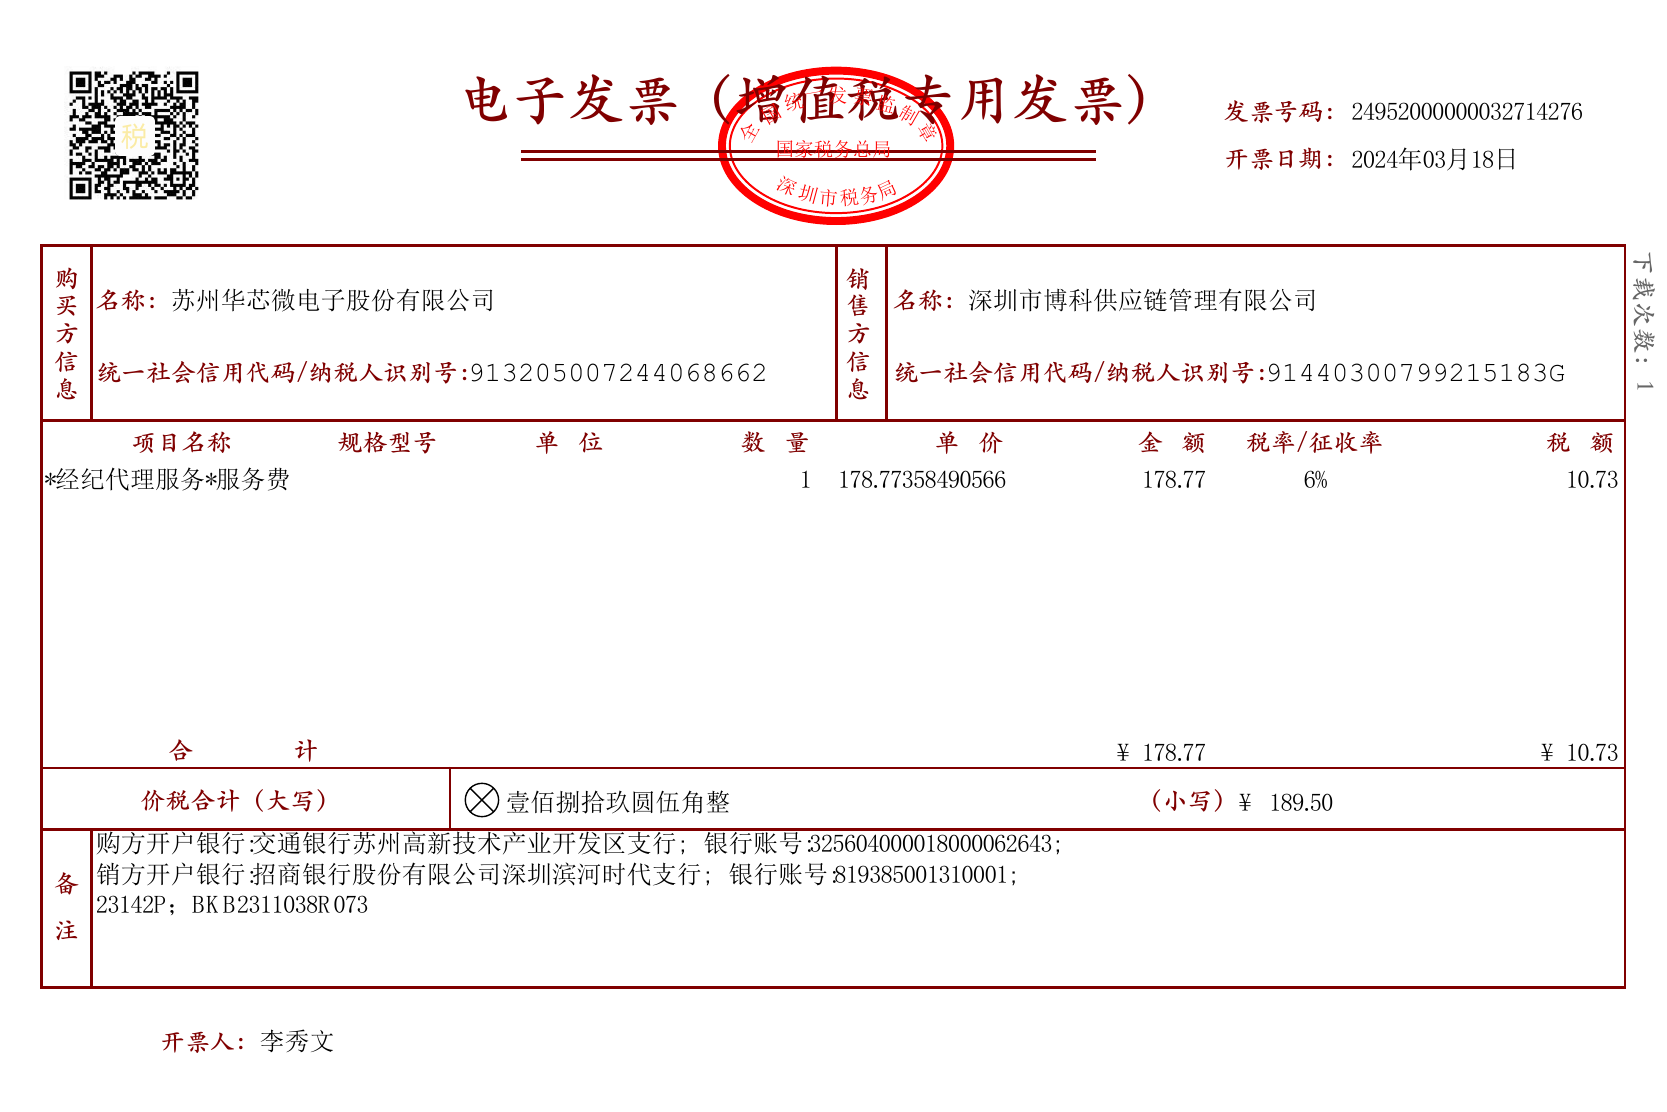 税
电子发票（增值税专用发票）
全国统一发票监制章
国家税务总局
深圳市税务局
发票号码：24952000000032714276
开票日期：2024年03月18日
购买方信息
名称：苏州华芯微电子股份有限公司
统一社会信用代码/纳税人识别号:913205007244068662
销售方信息
名称：深圳市博科供应链管理有限公司
统一社会信用代码/纳税人识别号:91440300799215183G
下载次数：1
项目名称 规格型号 单位 数量 单价 金额 税率/征收率 税额
*经纪代理服务*服务费 1 178.77358490566 178.77 6% 10.73
合计 ¥ 178.77 ¥ 10.73
价税合计（大写） 壹佰捌拾玖圆伍角整 （小写）¥ 189.50
备注
购方开户银行:交通银行苏州高新技术产业开发区支行; 银行账号:325604000018000062643;
销方开户银行:招商银行股份有限公司深圳滨河时代支行; 银行账号:819385001310001;
23142P；BKB2311038R073
开票人：李秀文